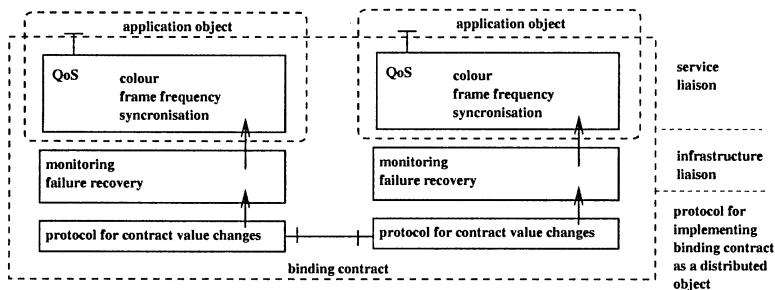 application object
application object
QoS
colour
frame frequency
syncronisation
QoS
colour
frame frequency
syncronisation
service
liaison
monitoring
failure recovery
monitoring
failure recovery
infrastructure
liaison
protocol for contract value changes
protocol for contract value changes
protocol for
implementing
binding contract
as a distributed
object
binding contract